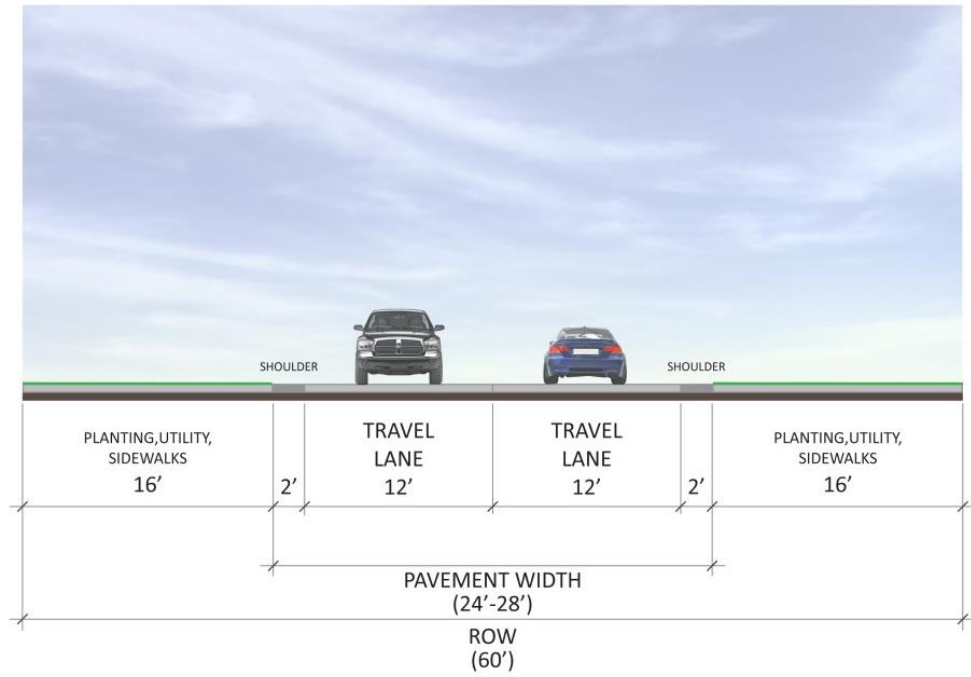 SHOULDER
SHOULDER
PLANTING,UTILITY,
SIDEWALKS
16’
2’
TRAVEL
LANE
12’
TRAVEL
LANE
12’
2’
PLANTING,UTILITY,
SIDEWALKS
16’
PAVEMENT WIDTH
(24’-28’)
ROW
(60’)